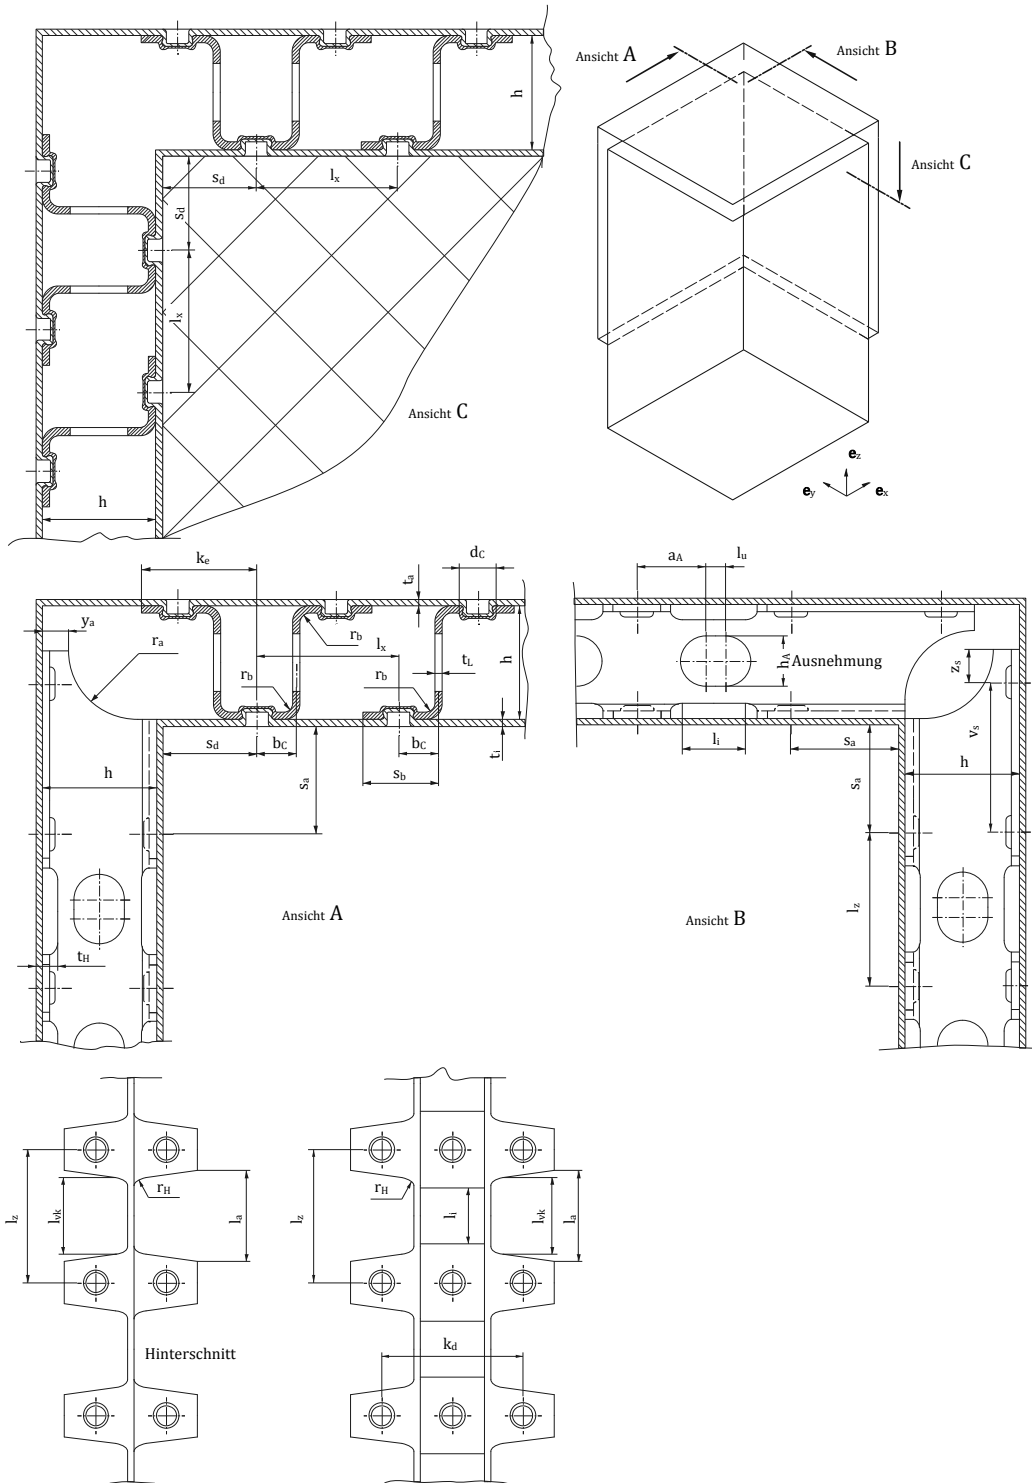 Ansicht A
Ansicht B
h
s_d
l_x
s_d
l_x
Ansicht C
Ansicht C
h
e_z
e_y
e_x
k_e
t_a
d_C
a_A
l_u
y_a
r_a
r_b
l_x
t_L
h
r_b
r_b
h_A
Ausnehmung
z_s
s_d
b_C
b_C
t_i
l_i
s_a
v_s
h
s_a
s_b
s_a
h
Ansicht A
Ansicht B
l_z
t_H
l_z
l_vk
r_H
l_a
l_z
r_H
l_i
l_vk
l_a
Hinterschnitt
k_d